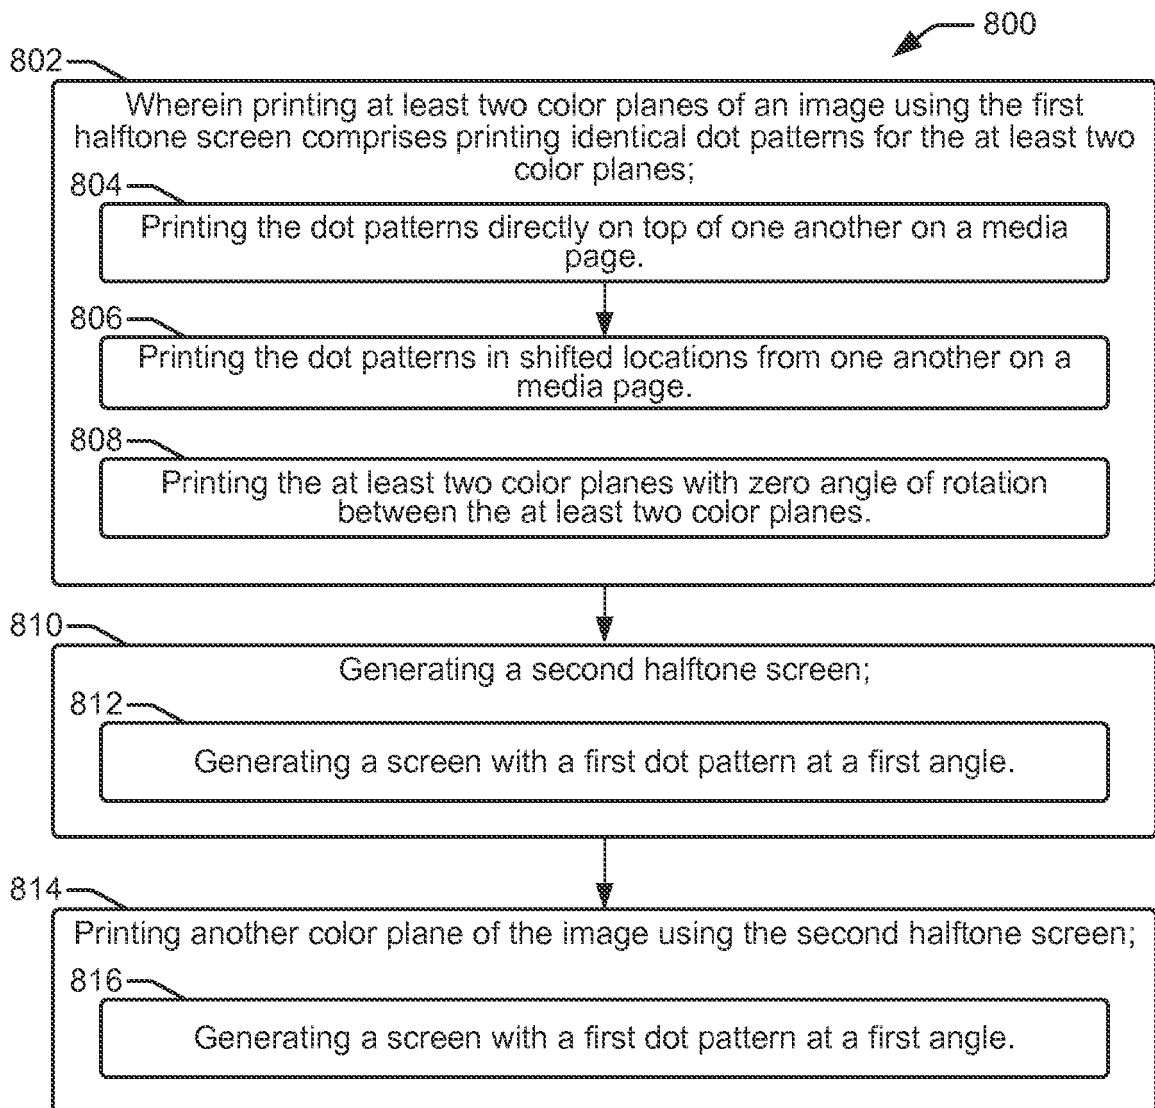 800
802
Wherein printing at least two color planes of an image using the first
halftone screen comprises printing identical dot patterns for the at least two
color planes;
804
Printing the dot patterns directly on top of one another on a media
page.
806
Printing the dot patterns in shifted locations from one another on a
media page.
808
Printing the at least two color planes with zero angle of rotation
between the at least two color planes.
810
Generating a second halftone screen;
812
Generating a screen with a first dot pattern at a first angle.
814
Printing another color plane of the image using the second halftone screen;
816
Generating a screen with a first dot pattern at a first angle.